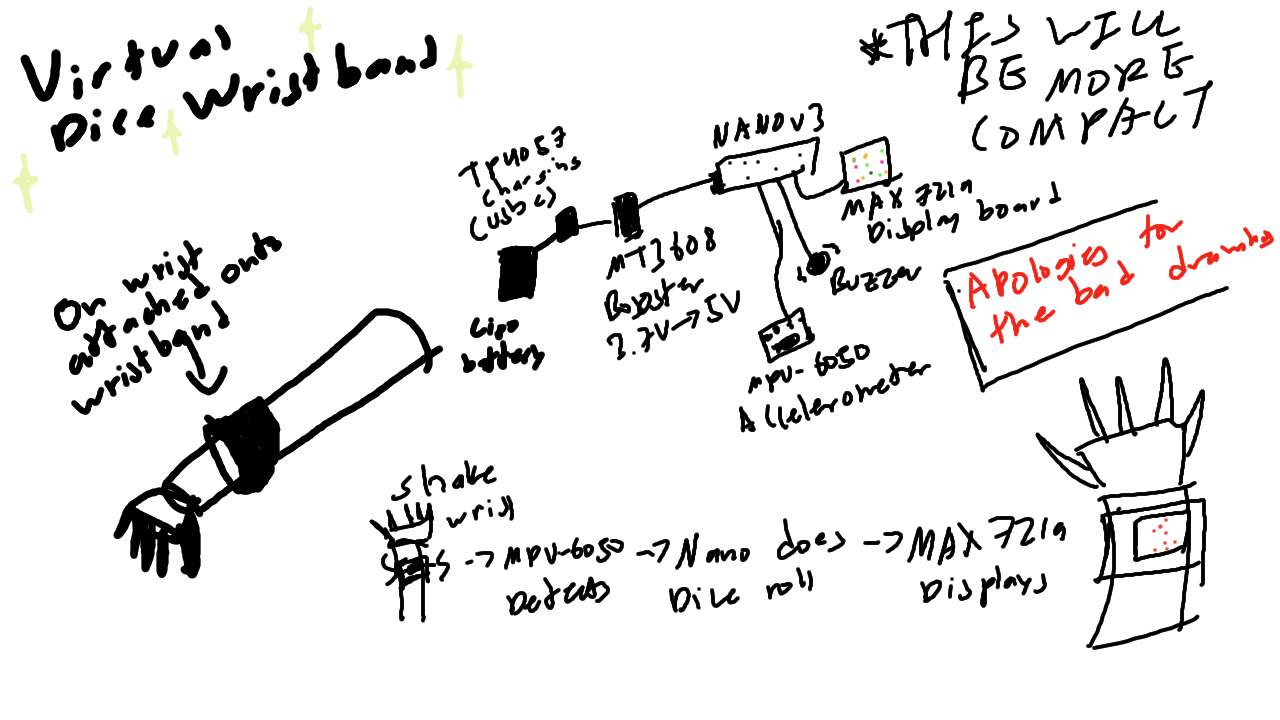 Virtual
Dice Wristband
*THIS WILL
BE MORE
COMPACT
NANOv3
TP4057
charging
(usbc)
MAX 7219
Display board
MT3608
Booster
3.7V→5V
Buzzer
Lipo
battery
MPU-6050
Accelerometer
Apologies for
the bad drawings
On wrist
attached onto
wristband
shake
wrist
→ MPU-6050
Detects
→ Nano does
Dice roll
→ MAX 7219
Displays